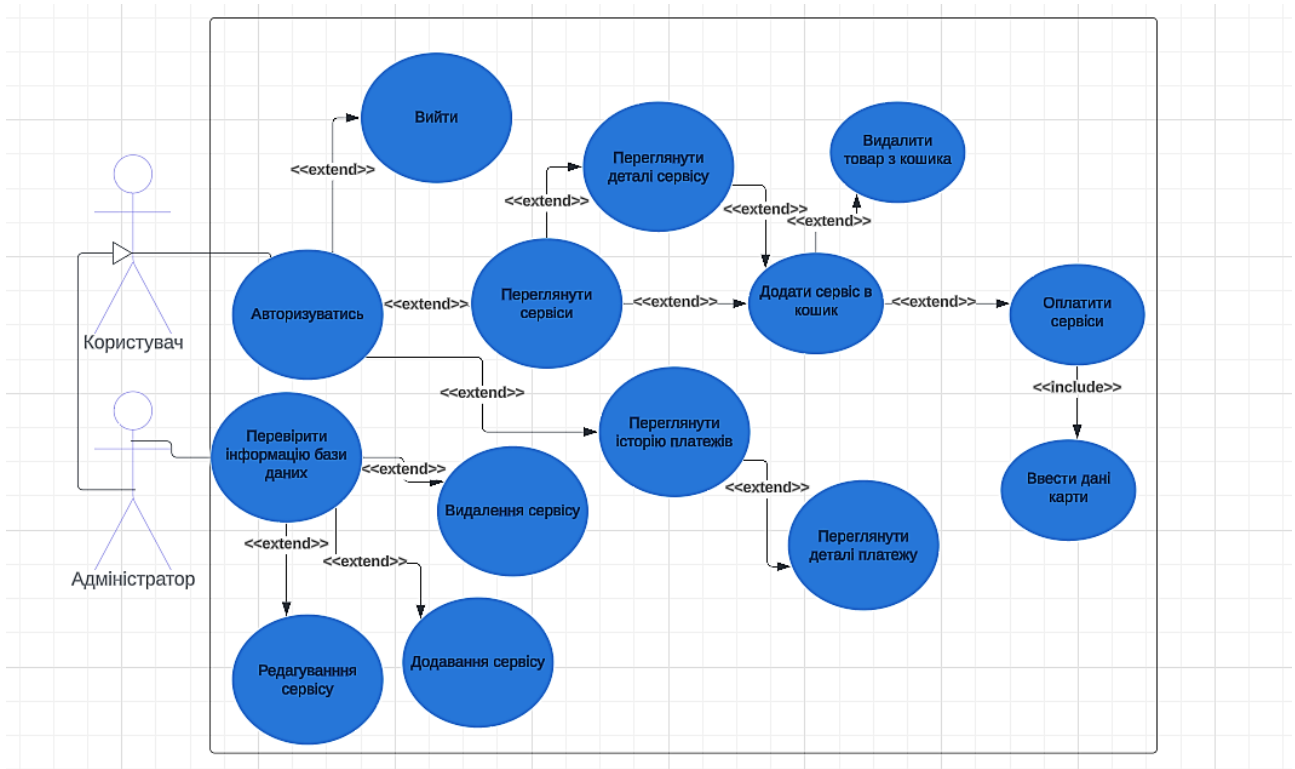 Вийти
<<extend>>
Переглянути
деталі сервісу
Видалити
товар з кошика
<<extend>>
<<extend>>
<<extend>>
Користувач
Авторизуватись
<<extend>>
Переглянути
сервіси
<<extend>>
Додати сервіс в
кошик
<<extend>>
Оплатити
сервіси
<<extend>>
<<include>>
Переглянути
історію платежів
Перевірити
інформацію бази
даних
<<extend>>
Видалення сервісу
<<extend>>
Ввести дані
карти
Переглянути
деталі платежу
<<extend>>
<<extend>>
Адміністратор
Редагуванння
сервісу
Додавання сервісу